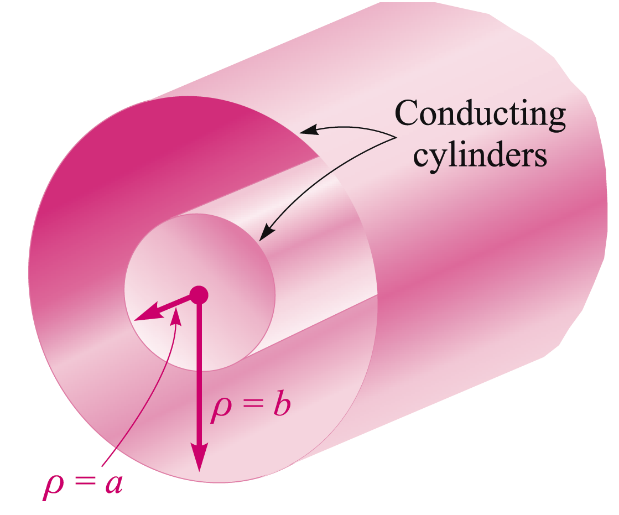 Conducting
cylinders
ρ = b
ρ = a